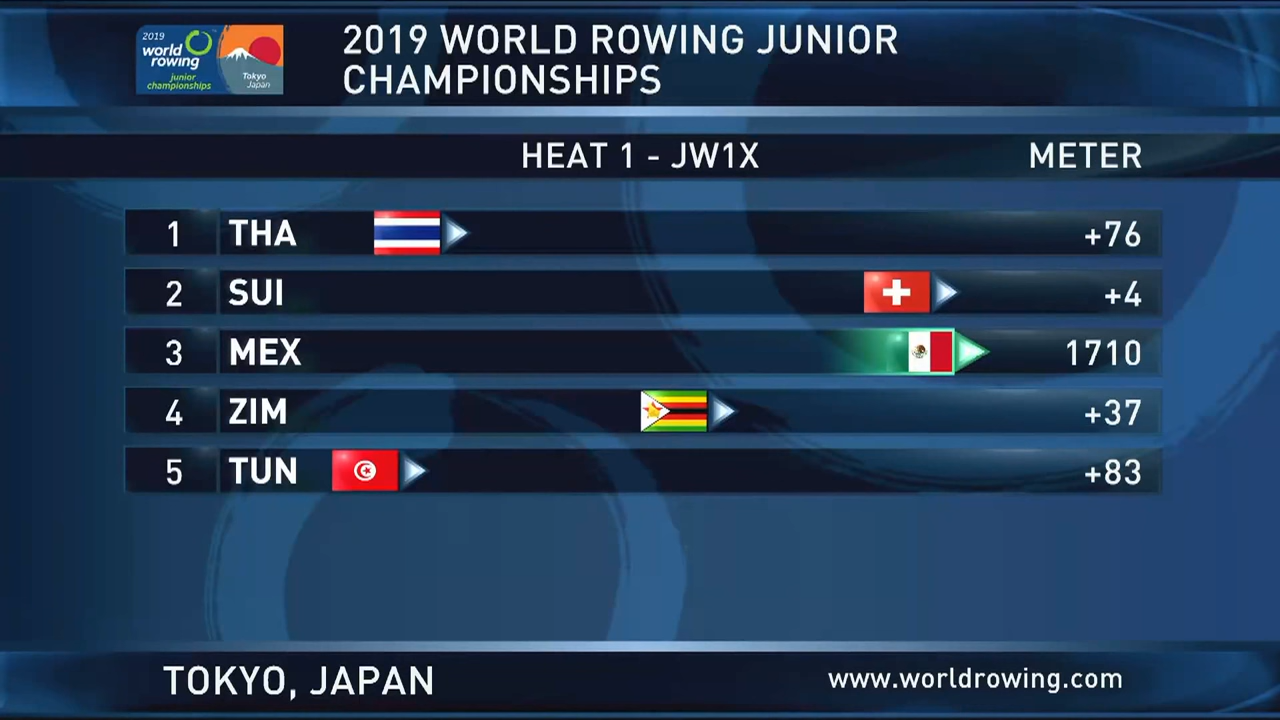 2019
world
rowing
junior
championships
Tokyo
Japan
2019 WORLD ROWING JUNIOR
CHAMPIONSHIPS
HEAT 1 - JW1X METER
1 THA +76
2 SUI +4
3 MEX 1710
4 ZIM +37
5 TUN +83
TOKYO, JAPAN www.worldrowing.com